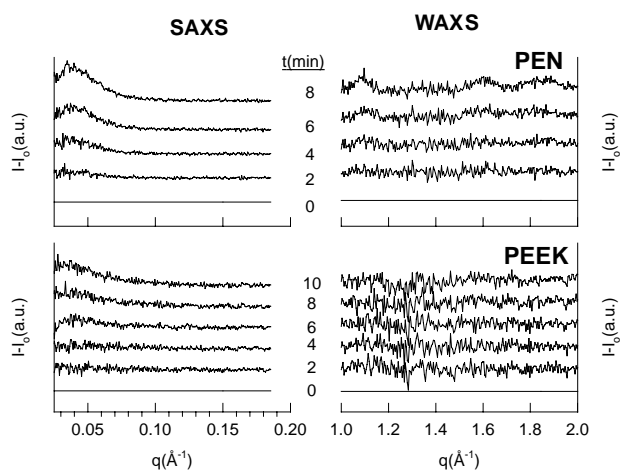 SAXS WAXS
t(min)
PEN
8
6
4
2
0
I-Iₒ(a.u.) I-Iₒ(a.u.)
PEEK
10
8
6
4
2
0
I-Iₒ(a.u.) I-Iₒ(a.u.)
0.05 0.10 0.15 0.20 1.0 1.2 1.4 1.6 1.8 2.0
q(Å⁻¹) q(Å⁻¹)